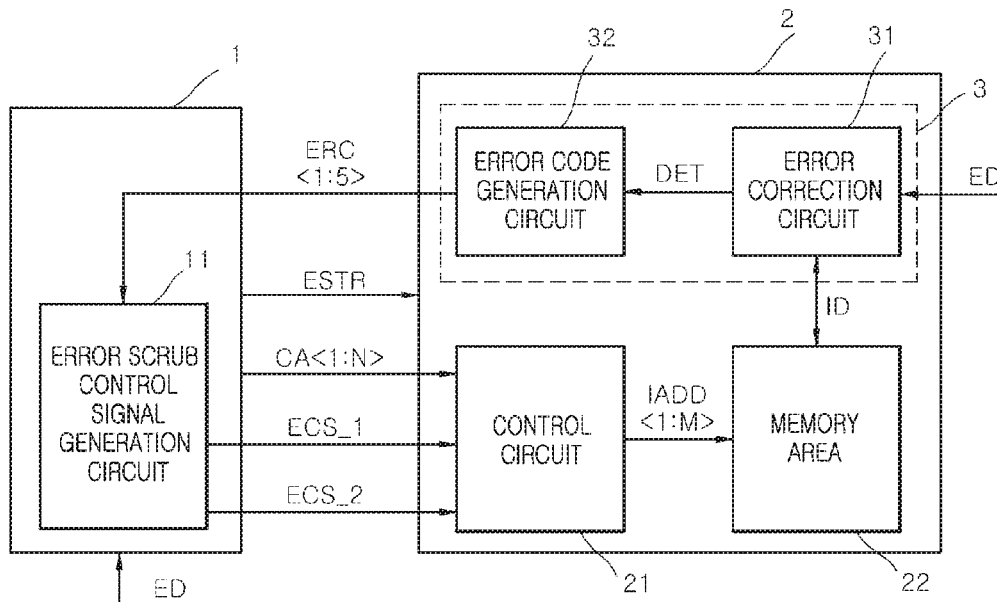 1
2
32
31
3
ERC
<1:5>
ERROR CODE
GENERATION
CIRCUIT
DET
ERROR
CORRECTION
CIRCUIT
ED
11
ESTR
ID
ERROR SCRUB
CONTROL
SIGNAL
GENERATION
CIRCUIT
CA<1:N>
ECS_1
ECS_2
CONTROL
CIRCUIT
IADD
<1:M>
MEMORY
AREA
ED
21
22